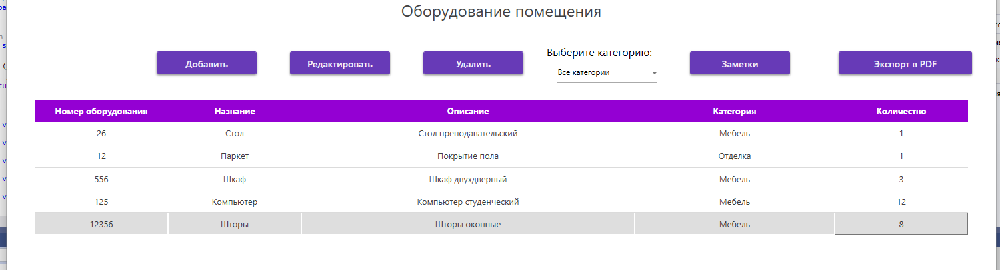 Оборудование помещения
Выберите категорию:
Добавить Редактировать Удалить Все категории Заметки Экспорт в PDF
Номер оборудования Название Описание Категория Количество
26 Стол Стол преподавательский Мебель 1
12 Паркет Покрытие пола Отделка 1
556 Шкаф Шкаф двухдверный Мебель 3
125 Компьютер Компьютер студенческий Мебель 12
12356 Шторы Шторы оконные Мебель 8